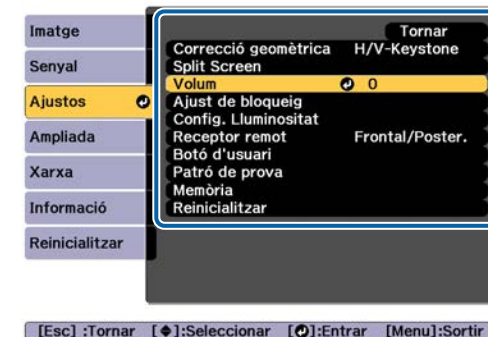 Imatge
Senyal
Ajustos
Ampliada
Xarxa
Informació
Reinicialitzar
Tornar
Correcció geomètrica H/V-Keystone
Split Screen
Volum 0
Ajust de bloqueig
Config. Lluminositat
Receptor remot Frontal/Poster.
Botó d'usuari
Patró de prova
Memòria
Reinicialitzar
[Esc] :Tornar [◆]:Seleccionar [⏎]:Entrar [Menu]:Sortir